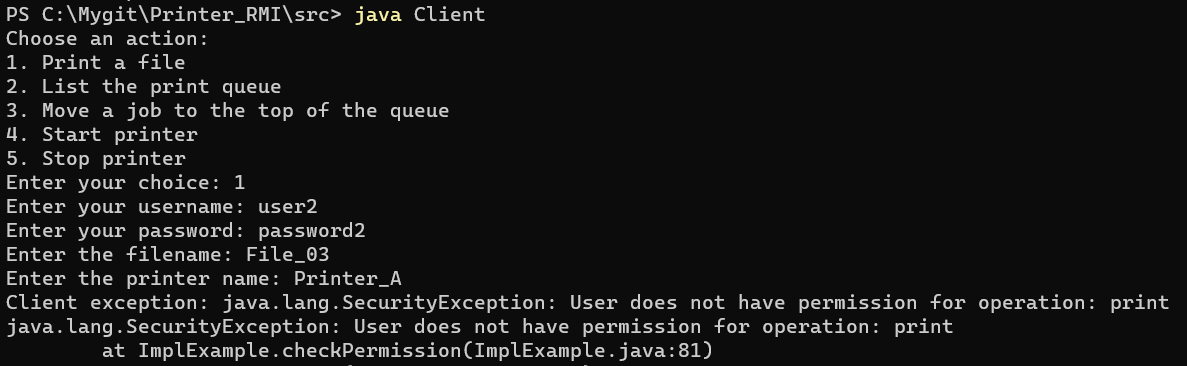 PS C:\Mygit\Printer_RMI\src> java Client
Choose an action:
1. Print a file
2. List the print queue
3. Move a job to the top of the queue
4. Start printer
5. Stop printer
Enter your choice: 1
Enter your username: user2
Enter your password: password2
Enter the filename: File_03
Enter the printer name: Printer_A
Client exception: java.lang.SecurityException: User does not have permission for operation: print
java.lang.SecurityException: User does not have permission for operation: print
        at ImplExample.checkPermission(ImplExample.java:81)